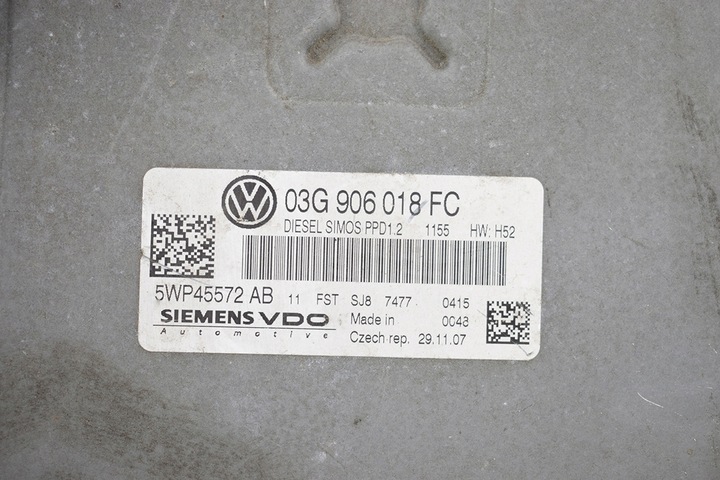 03G 906 018 FC
DIESEL SIMOS PPD1.2 1155 HW: H52
5WP45572 AB 11 FST SJ8 7477 0415
SIEMENS VDO Made in 0048
Automotive Czech rep. 29.11.07